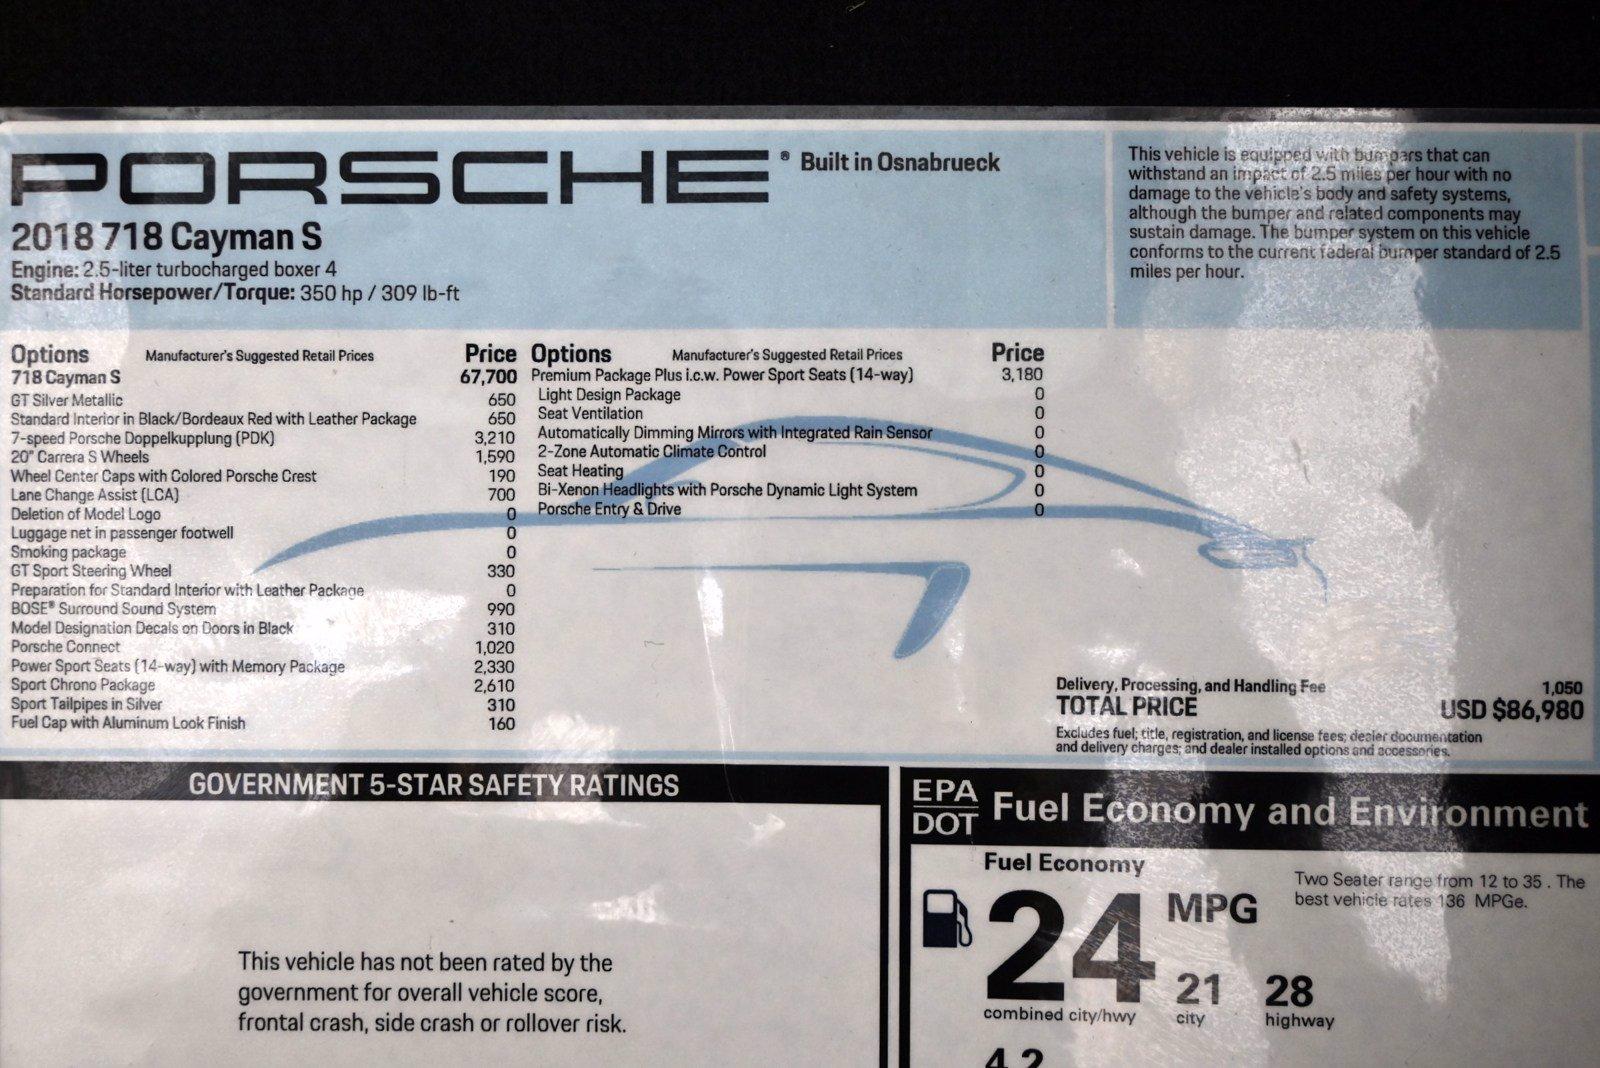 PORSCHE® Built in Osnabrueck
2018 718 Cayman S
Engine: 2.5-liter turbocharged boxer 4
Standard Horsepower/Torque: 350 hp / 309 lb-ft
This vehicle is equipped with bumpers that can
withstand an impact of 2.5 miles per hour with no
damage to the vehicle's body and safety systems,
although the bumper and related components may
sustain damage. The bumper system on this vehicle
conforms to the current federal bumper standard of 2.5
miles per hour.
Options Manufacturer's Suggested Retail Prices Price
718 Cayman S 67,700
GT Silver Metallic 650
Standard Interior in Black/Bordeaux Red with Leather Package 650
7-speed Porsche Doppelkupplung (PDK) 3,210
20" Carrera S Wheels 1,590
Wheel Center Caps with Colored Porsche Crest 190
Lane Change Assist (LCA) 700
Deletion of Model Logo 0
Luggage net in passenger footwell 0
Smoking package 0
GT Sport Steering Wheel 330
Preparation for Standard Interior with Leather Package 0
BOSE® Surround Sound System 990
Model Designation Decals on Doors in Black 310
Porsche Connect 1,020
Power Sport Seats (14-way) with Memory Package 2,330
Sport Chrono Package 2,610
Sport Tailpipes in Silver 310
Fuel Cap with Aluminum Look Finish 160
Options Manufacturer's Suggested Retail Prices Price
Premium Package Plus i.c.w. Power Sport Seats (14-way) 3,180
Light Design Package 0
Seat Ventilation 0
Automatically Dimming Mirrors with Integrated Rain Sensor 0
2-Zone Automatic Climate Control 0
Seat Heating 0
Bi-Xenon Headlights with Porsche Dynamic Light System 0
Porsche Entry & Drive 0
Delivery, Processing, and Handling Fee 1,050
TOTAL PRICE USD $86,980
Excludes fuel; title, registration, and license fees; dealer documentation
and delivery charges; and dealer installed options and accessories.
GOVERNMENT 5-STAR SAFETY RATINGS
This vehicle has not been rated by the
government for overall vehicle score,
frontal crash, side crash or rollover risk.
EPA
DOT
Fuel Economy and Environment
Fuel Economy
24 MPG
combined city/hwy
21
city
28
highway
Two Seater range from 12 to 35 . The
best vehicle rates 136 MPGe.
4.2